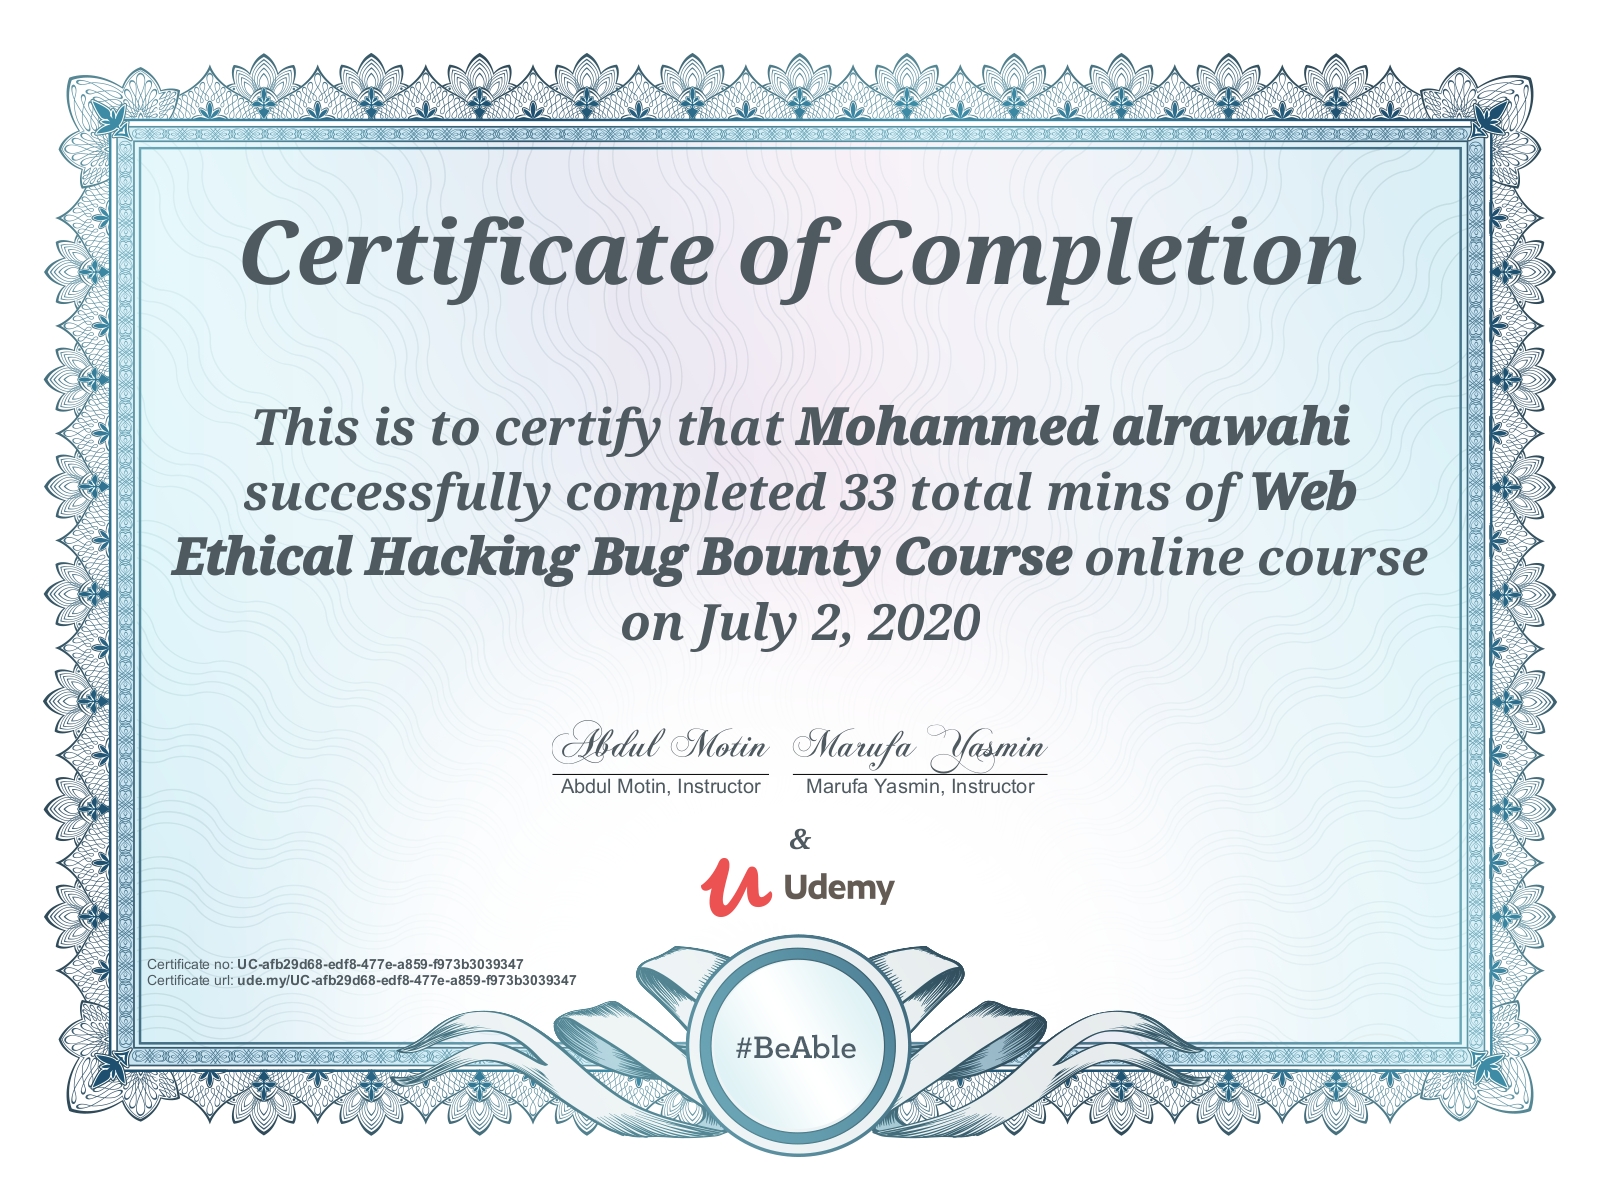 Certificate of Completion
This is to certify that Mohammed alrawahi
successfully completed 33 total mins of Web
Ethical Hacking Bug Bounty Course online course
on July 2, 2020
Abdul Motin Marufa Yasmin
Abdul Motin, Instructor Marufa Yasmin, Instructor
&
Udemy
Certificate no: UC-afb29d68-edf8-477e-a859-f973b3039347
Certificate url: ude.my/UC-afb29d68-edf8-477e-a859-f973b3039347
#BeAble